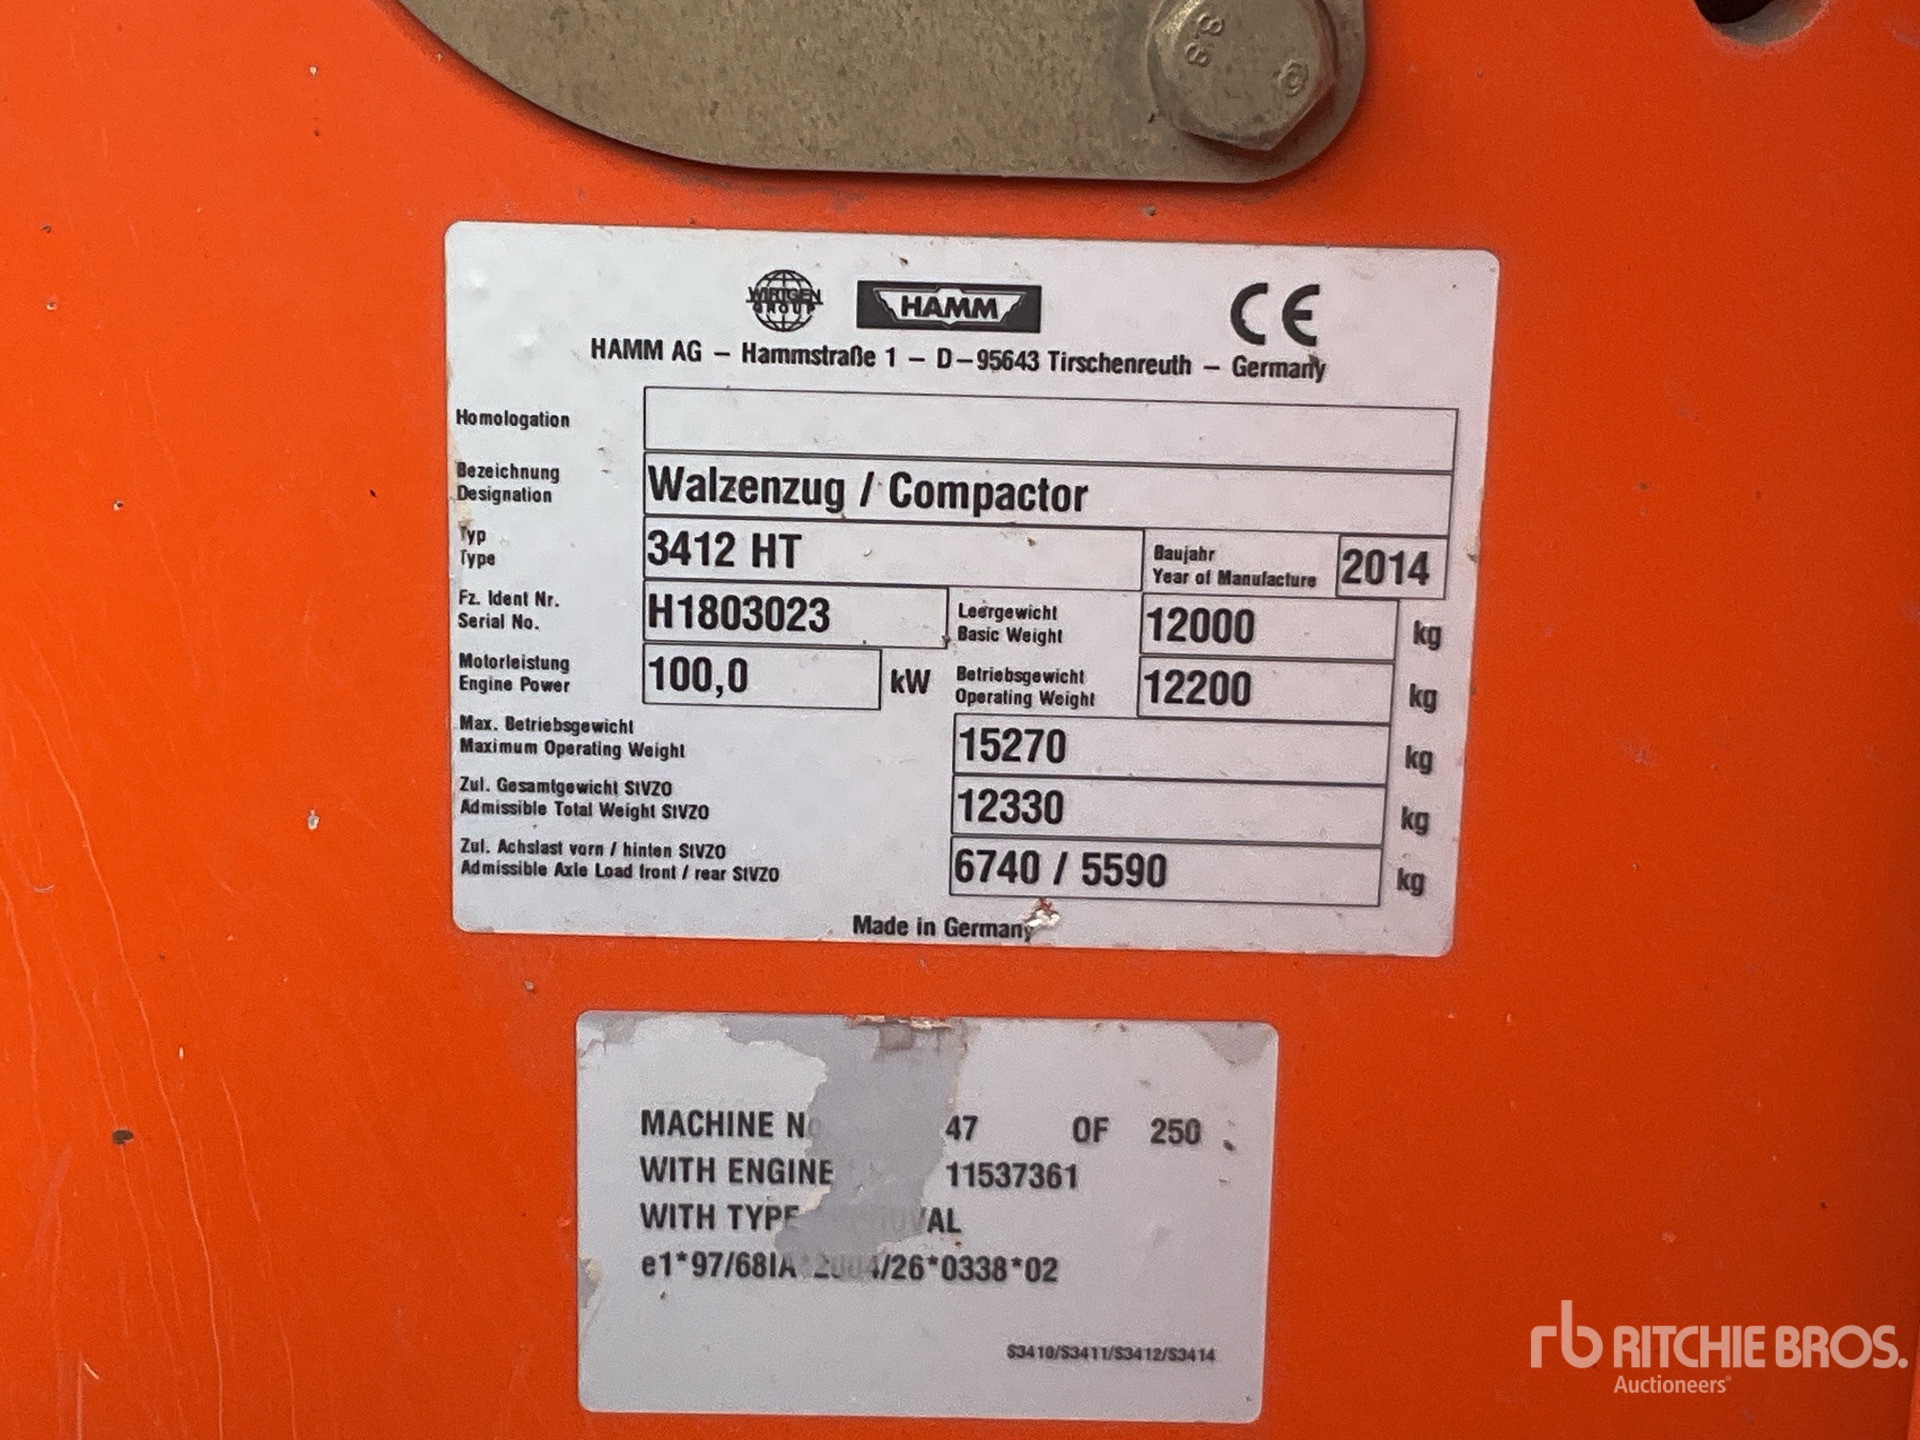 8.8
WIRTGEN
GROUP
HAMM
CE
HAMM AG – Hammstraße 1 – D–95643 Tirschenreuth – Germany
Homologation
Bezeichnung
Designation
Walzenzug / Compactor
Typ
Type
3412 HT
Baujahr
Year of Manufacture
2014
Fz. Ident Nr.
Serial No.
H1803023
Leergewicht
Basic Weight
12000 kg
Motorleistung
Engine Power
100,0 kW
Betriebsgewicht
Operating Weight
12200 kg
Max. Betriebsgewicht
Maximum Operating Weight
15270 kg
Zul. Gesamtgewicht StVZO
Admissible Total Weight StVZO
12330 kg
Zul. Achslast vorn / hinten StVZO
Admissible Axle Load front / rear StVZO
6740 / 5590 kg
Made in Germany
MACHINE 47 OF 250
WITH ENGINE 11537361
WITH TYPE
e1*97/68IA*2004/26*0338*02
S3410/S3411/S3412/S3414
rb RITCHIE BROS.
Auctioneers